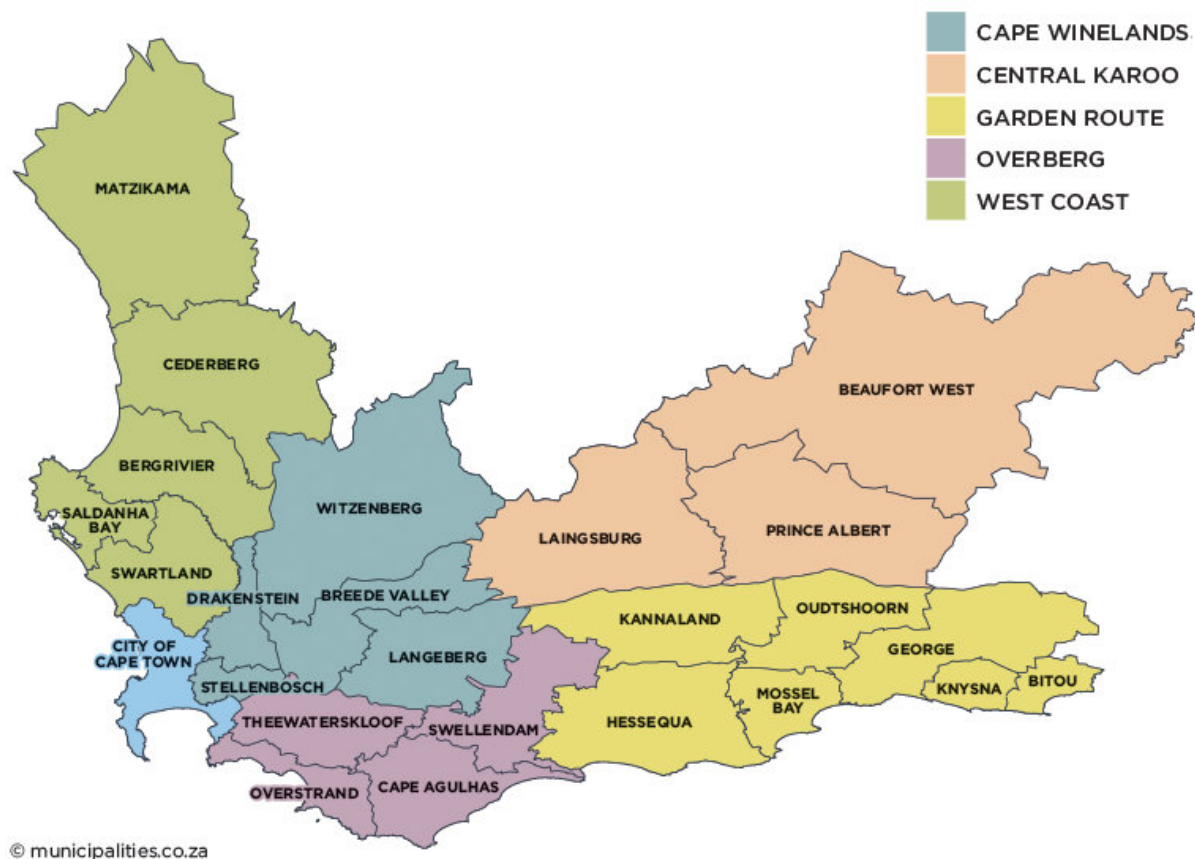 CAPE WINELANDS
CENTRAL KAROO
GARDEN ROUTE
OVERBERG
WEST COAST
MATZIKAMA
CEDERBERG
BEAUFORT WEST
BERGRIVIER
WITZENBERG
SALDANHA
BAY
LAINGSBURG
PRINCE ALBERT
SWARTLAND
DRAKENSTEIN
BREEDE VALLEY
KANNALAND
OUDTSHOORN
CITY OF
CAPE TOWN
LANGEBERG
GEORGE
STELLENBOSCH
KNYSNA
BITOU
MOSSEL
BAY
THEEWATERSKLOOF
SWELLENDAM
HESSEQUA
OVERSTRAND
CAPE AGULHAS
© municipalities.co.za